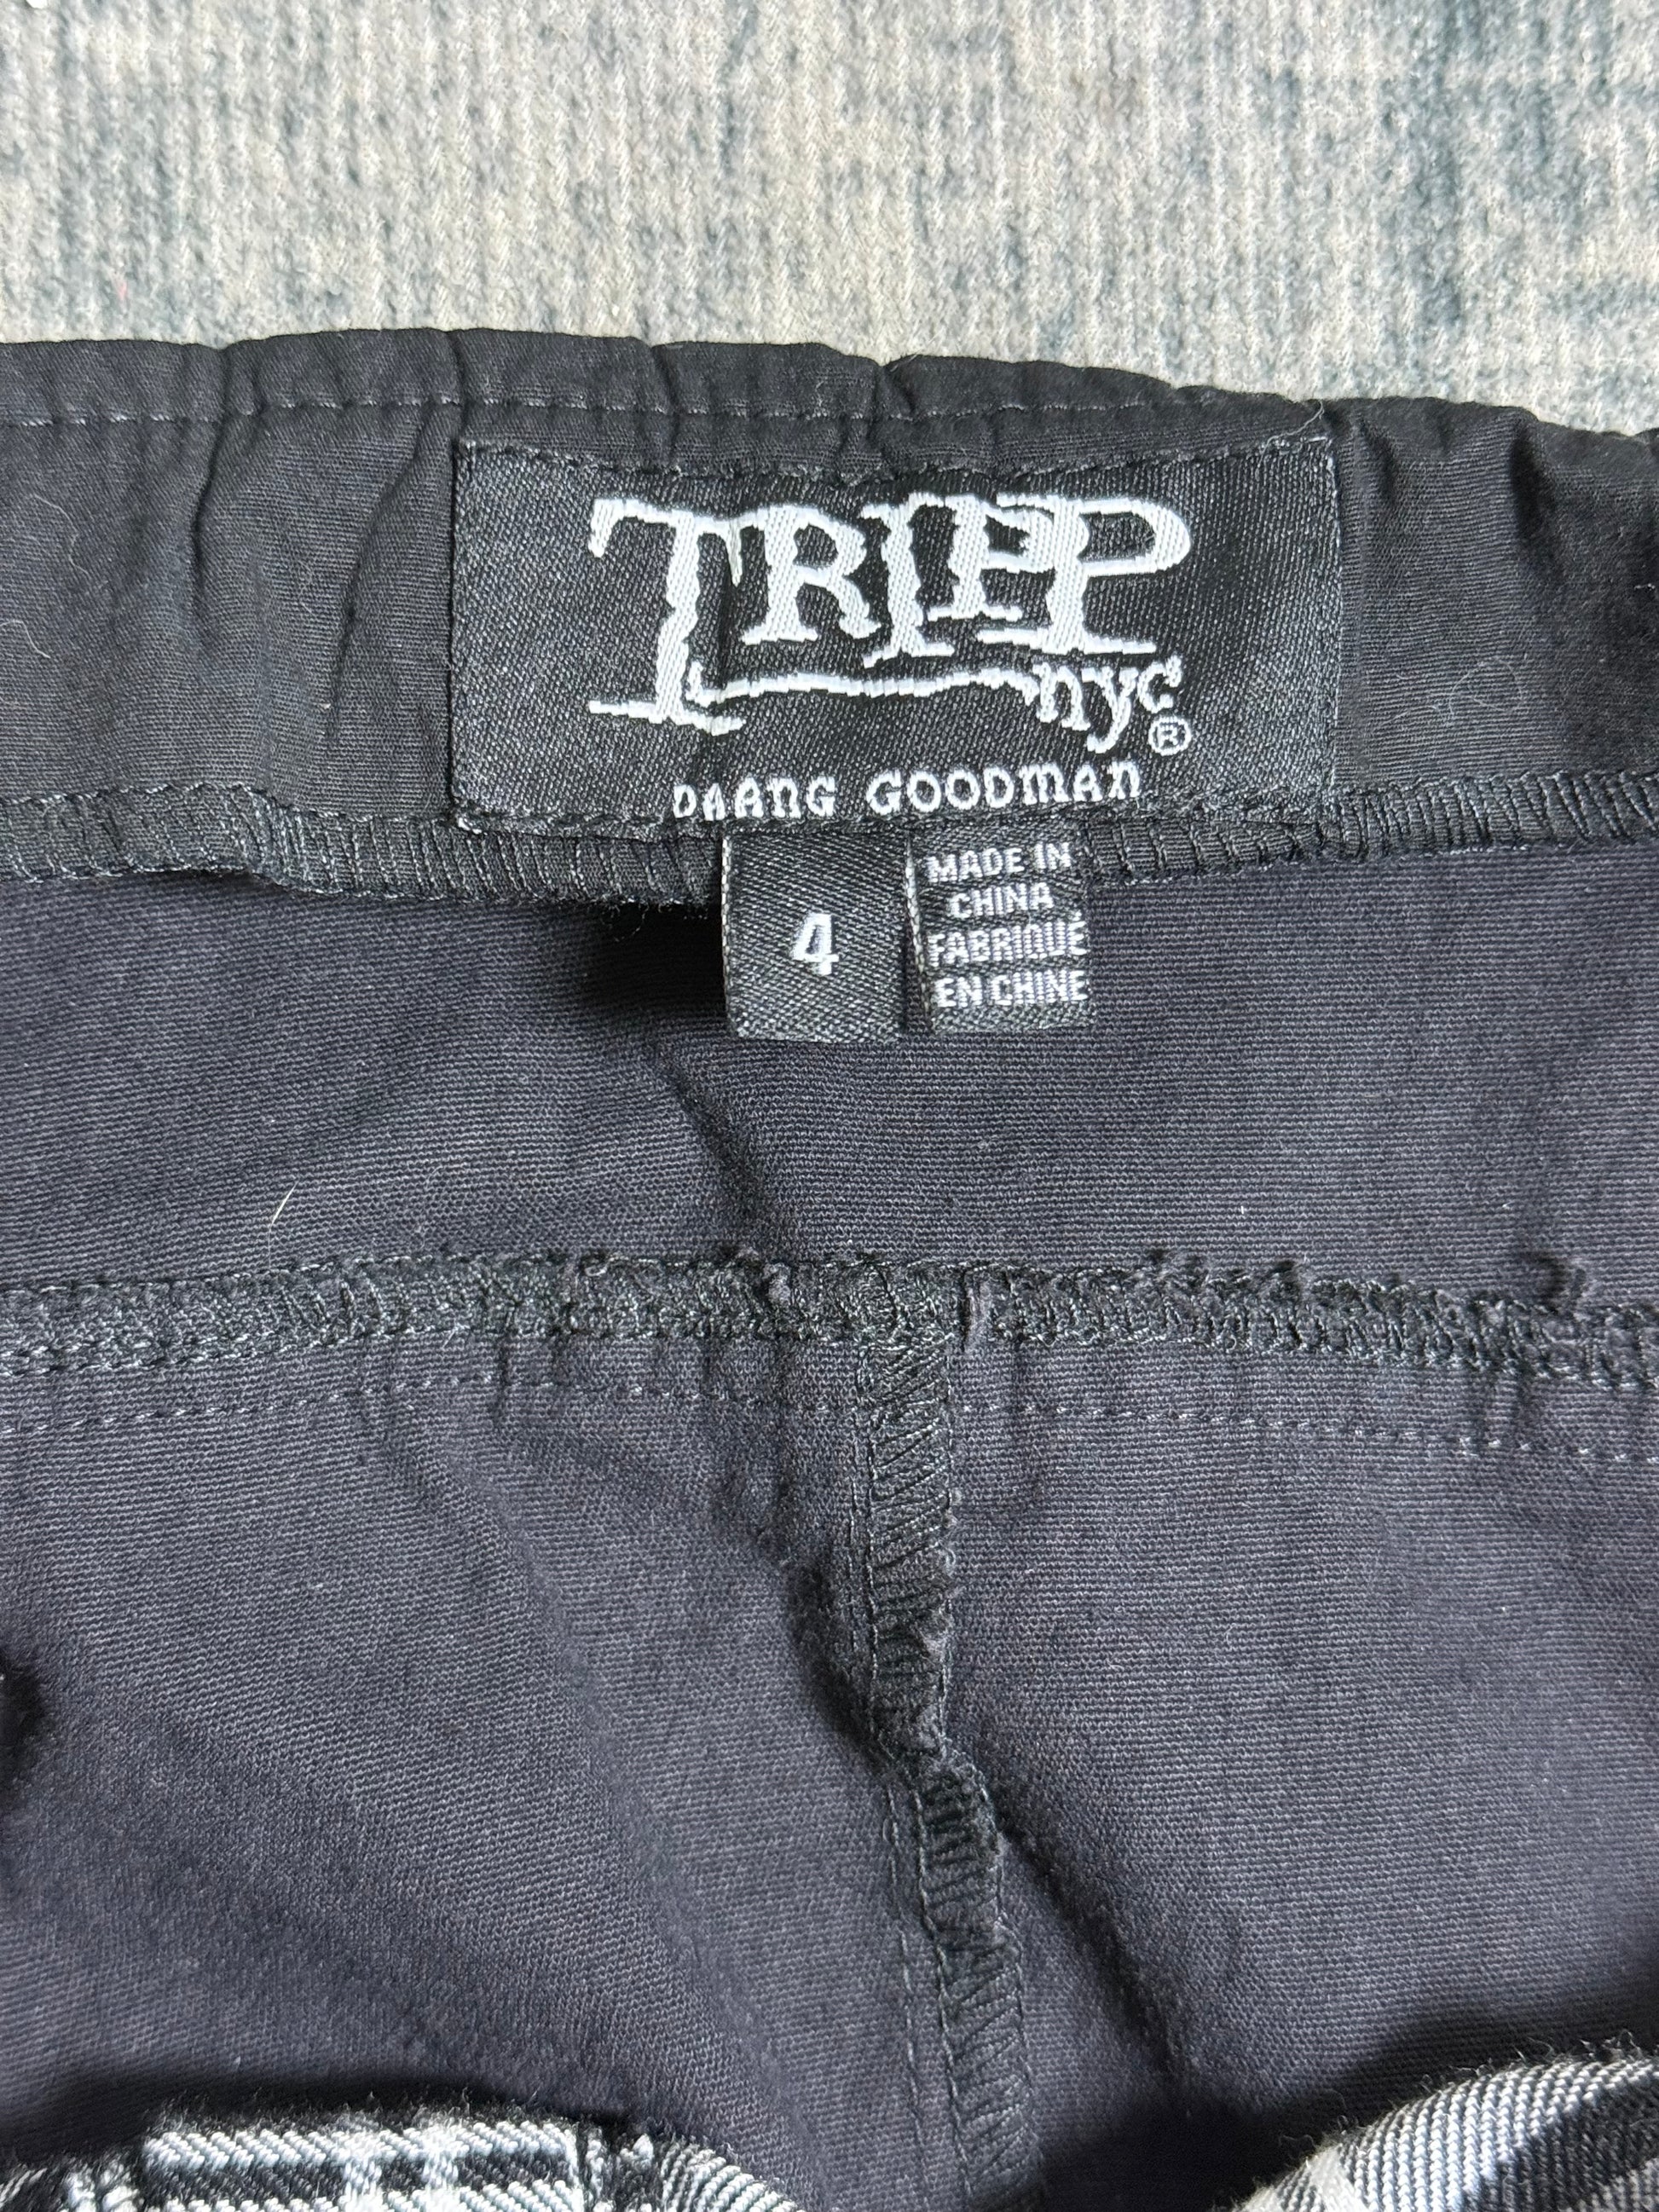 TRIPP
nyc
®
DAANG GOODMAN
4
MADE IN
CHINA
FABRIQUÉ
EN CHINE